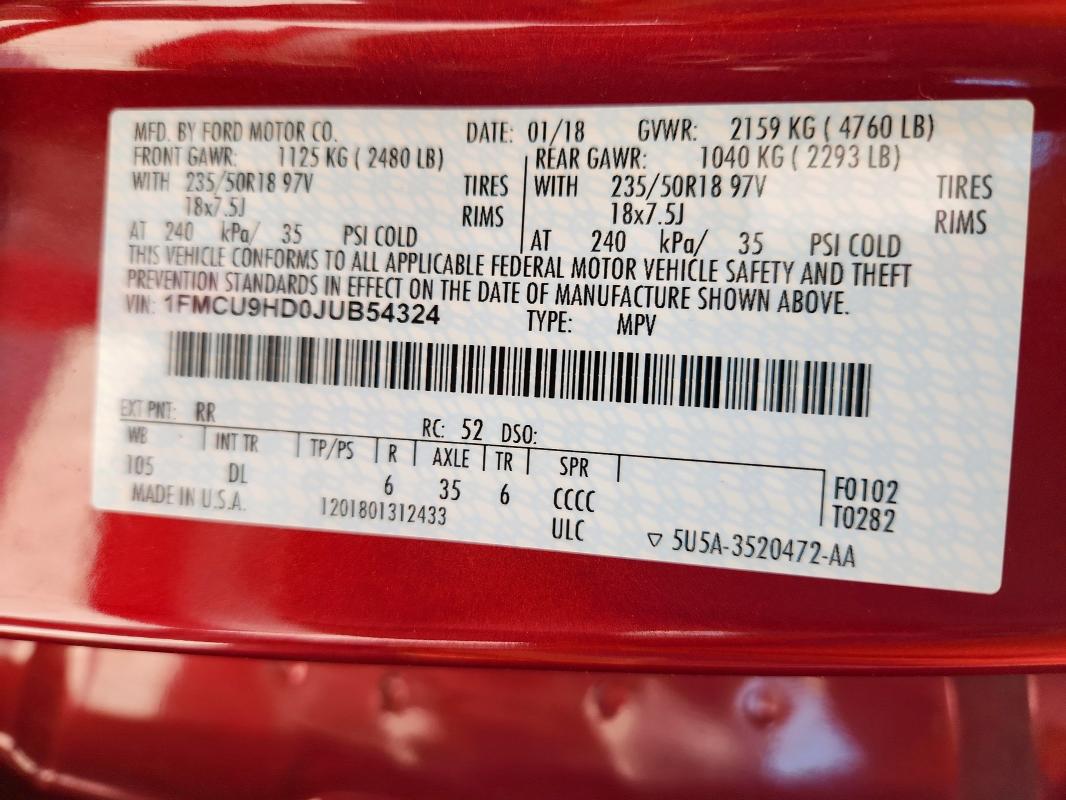 MFD. BY FORD MOTOR CO. DATE: 01/18 GVWR: 2159 KG ( 4760 LB)
FRONT GAWR: 1125 KG ( 2480 LB) REAR GAWR: 1040 KG ( 2293 LB)
WITH 235/50R18 97V TIRES WITH 235/50R18 97V TIRES
18x7.5J RIMS 18x7.5J RIMS
AT 240 kPa/ 35 PSI COLD AT 240 kPa/ 35 PSI COLD
THIS VEHICLE CONFORMS TO ALL APPLICABLE FEDERAL MOTOR VEHICLE SAFETY AND THEFT
PREVENTION STANDARDS IN EFFECT ON THE DATE OF MANUFACTURE SHOWN ABOVE.
VIN: 1FMCU9HD0JUB54324 TYPE: MPV
EXT PNT: RR RC: 52 DSO:
WB INT TR TP/PS R AXLE TR SPR
105 DL 6 35 6 CCCC F0102
MADE IN U.S.A. 1201801312433 ULC T0282
5U5A-3520472-AA